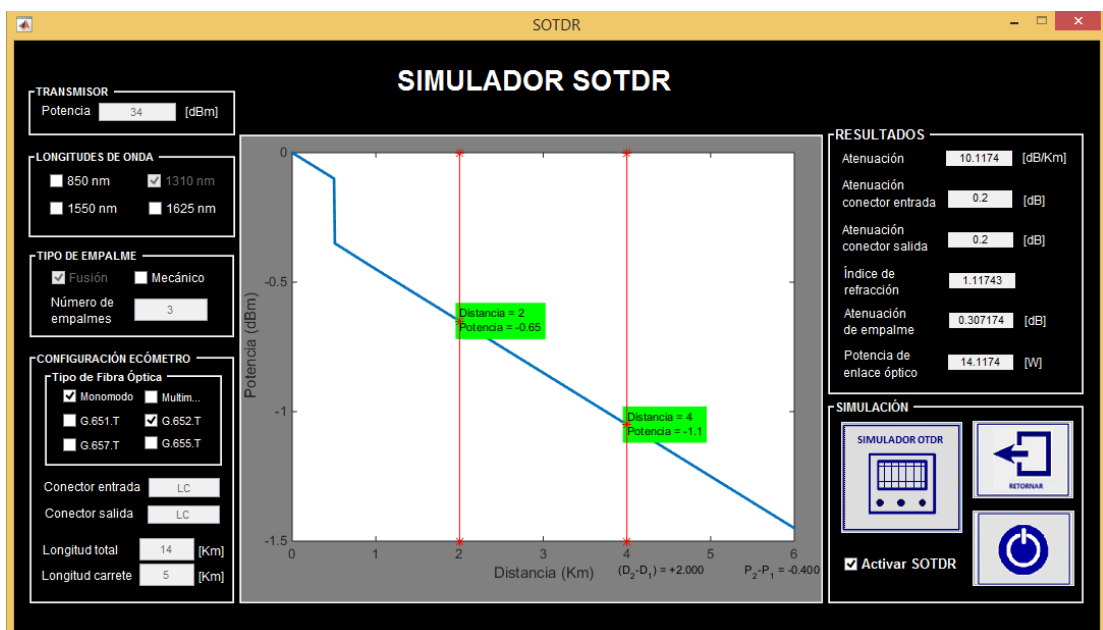 SOTDR
SIMULADOR SOTDR
TRANSMISOR
Potencia 34 [dBm]
LONGITUDES DE ONDA
850 nm 1310 nm
1550 nm 1625 nm
TIPO DE EMPALME
Fusión Mecánico
Número de
empalmes
3
CONFIGURACIÓN ECÓMETRO
Tipo de Fibra Óptica
Monomodo Multim...
G.651.T G.652.T
G.657.T G.655.T
Conector entrada LC
Conector salida LC
Longitud total 14 [Km]
Longitud carrete 5 [Km]
Potencia (dBm)
0
-0.5
-1
-1.5
Distancia = 2
Potencia = -0.65
Distancia = 4
Potencia = -1.1
0 1 2 3 4 5 6
Distancia (Km)
(D2-D1) = +2.000
P2-P1 = -0.400
RESULTADOS
Atenuación 10.1174 [dB/Km]
Atenuación
conector entrada
0.2 [dB]
Atenuación
conector salida
0.2 [dB]
Índice de
refracción
1.11743
Atenuación
de empalme
0.307174 [dB]
Potencia de
enlace óptico
14.1174 [W]
SIMULACIÓN
SIMULADOR OTDR
RETORNAR
Activar SOTDR